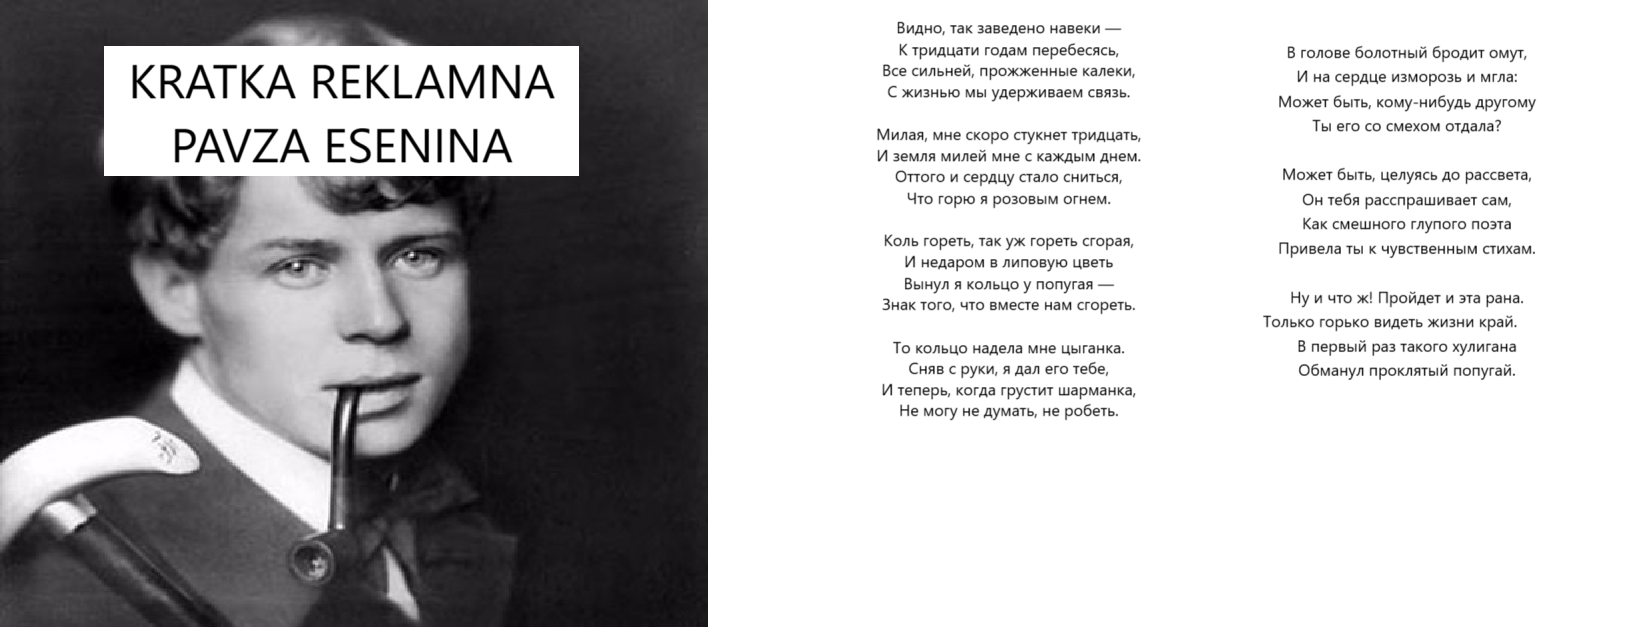 KRATKA REKLAMNA
PAVZA ESENINA
Видно, так заведено навеки —
К тридцати годам перебесясь,
Все сильней, прожженные калеки,
С жизнью мы удерживаем связь.
Милая, мне скоро стукнет тридцать,
И земля милей мне с каждым днем.
Оттого и сердцу стало сниться,
Что горю я розовым огнем.
Коль гореть, так уж гореть сгорая,
И недаром в липовую цветь
Вынул я кольцо у попугая —
Знак того, что вместе нам сгореть.
То кольцо надела мне цыганка.
Сняв с руки, я дал его тебе,
И теперь, когда грустит шарманка,
Не могу не думать, не робеть.
В голове болотный бродит омут,
И на сердце изморозь и мгла:
Может быть, кому-нибудь другому
Ты его со смехом отдала?
Может быть, целуясь до рассвета,
Он тебя расспрашивает сам,
Как смешного глупого поэта
Привела ты к чувственным стихам.
Ну и что ж! Пройдет и эта рана.
Только горько видеть жизни край.
В первый раз такого хулигана
Обманул проклятый попугай.